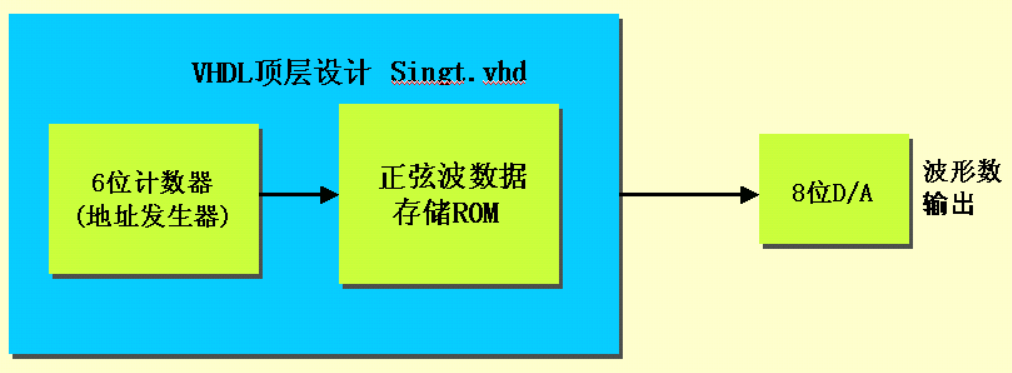 VHDL顶层设计 Singt.vhd
6位计数器
(地址发生器)
正弦波数据
存储ROM
8位D/A
波形数
输出